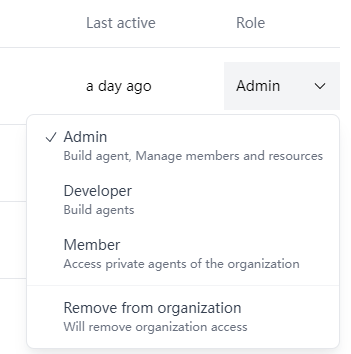 Last active Role
a day ago Admin
Admin
Build agent, Manage members and resources
Developer
Build agents
Member
Access private agents of the organization
Remove from organization
Will remove organization access